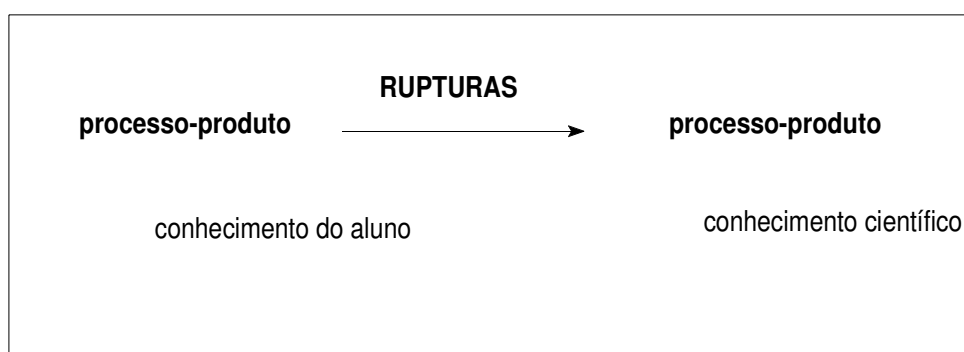 RUPTURAS
processo-produto processo-produto
conhecimento do aluno conhecimento científico